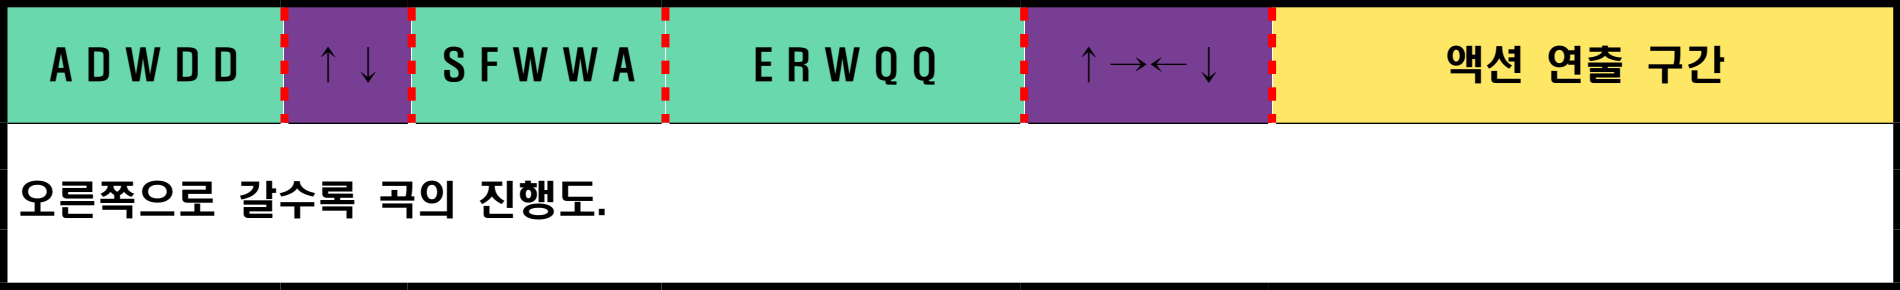 A D W D D ↑ ↓ S F W W A E R W Q Q ↑ → ← ↓ 액션 연출 구간
오른쪽으로 갈수록 곡의 진행도.